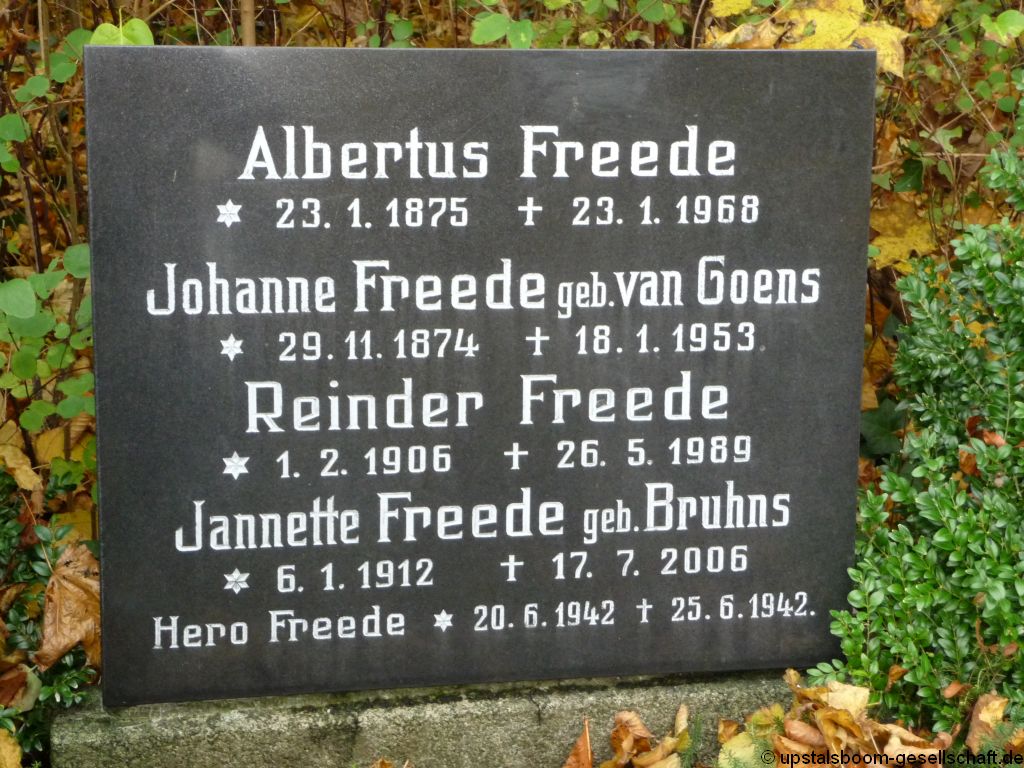 Albertus Freede
✶ 23. 1. 1875 † 23. 1. 1968
Johanne Freede geb. van Goens
✶ 29. 11. 1874 † 18. 1. 1953
Reinder Freede
✶ 1. 2. 1906 † 26. 5. 1989
Jannette Freede geb. Bruhns
✶ 6. 1. 1912 † 17. 7. 2006
Hero Freede ✶ 20. 6. 1942 † 25. 6. 1942.
© upstalsboom-gesellschaft.de